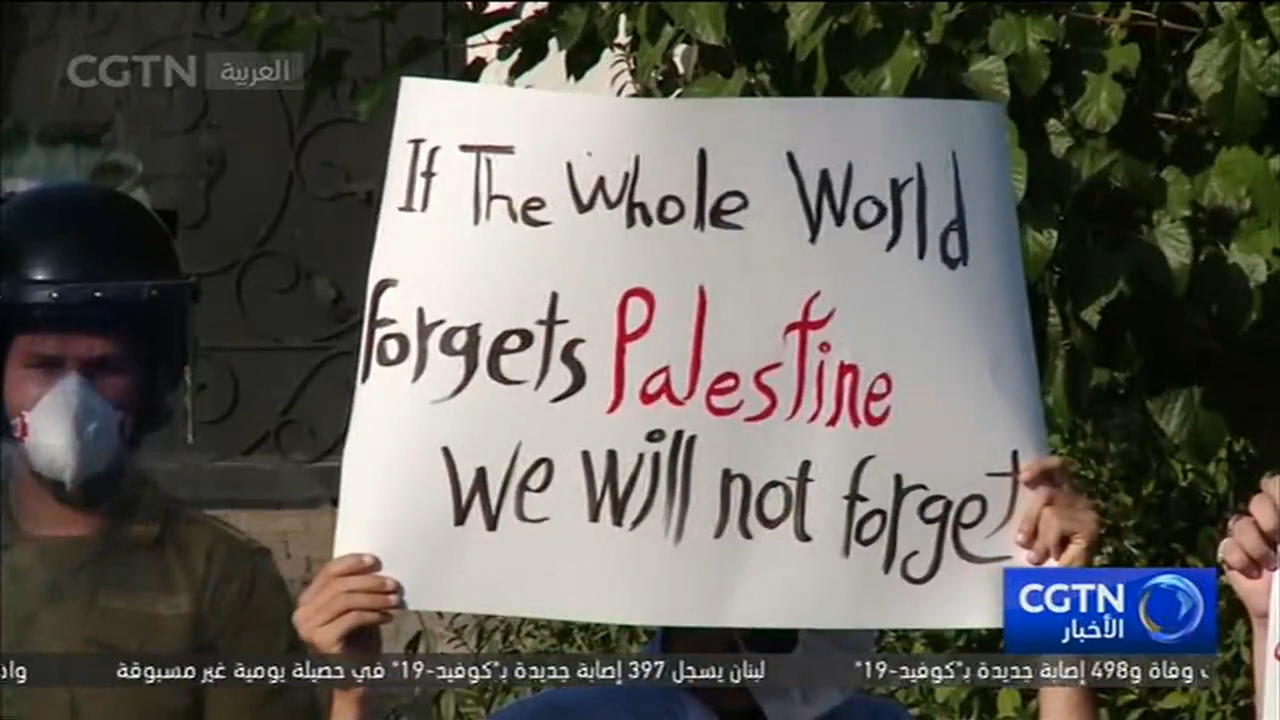 CGTN العربية
If The Whole World
forgets Palestine
We will not forget
CGTN
الأخبار
وفاة و498 إصابة جديدة بـ"كوفيد-19" لبنان يسجل 397 إصابة جديدة بـ"كوفيد-19" في حصيلة يومية غير مسبوقة